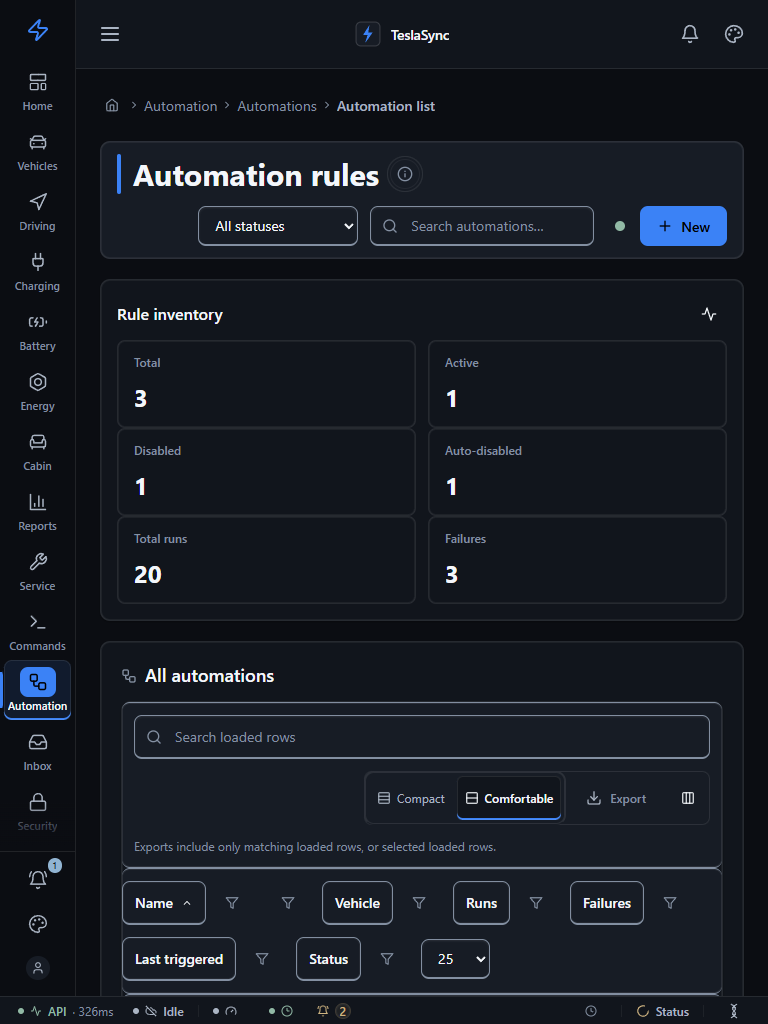 TeslaSync
Home
Vehicles
Driving
Charging
Battery
Energy
Cabin
Reports
Service
Commands
Automation
Inbox
Security
1
Automation
Automations
Automation list
Automation rules
All statuses
Search automations...
New
Rule inventory
Total
3
Active
1
Disabled
1
Auto-disabled
1
Total runs
20
Failures
3
All automations
Search loaded rows
Compact
Comfortable
Export
Exports include only matching loaded rows, or selected loaded rows.
Name
Vehicle
Runs
Failures
Last triggered
Status
25
API · 326ms
Idle
2
Status